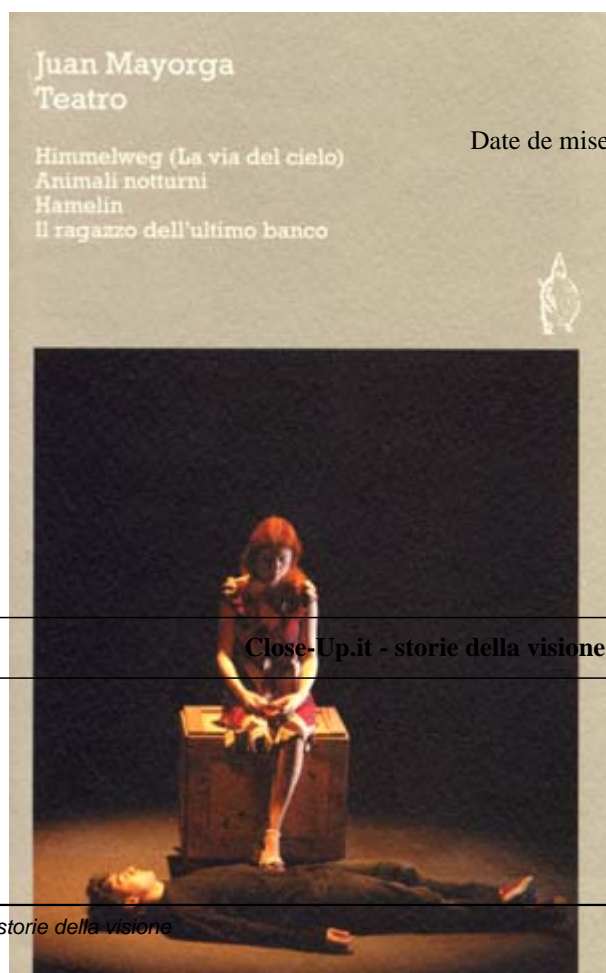 Juan Mayorga
Teatro
Date de mise
Himmelweg (La via del cielo)
Animali notturni
Hamelin
Il ragazzo dell'ultimo banco
Close-Up.it - storie della visione
storie della visione